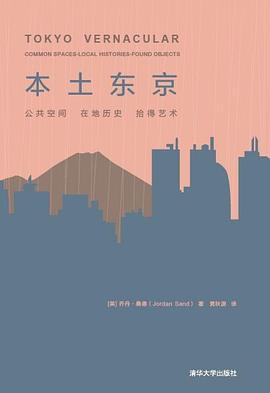 TOKYO VERNACULAR
COMMON SPACES·LOCAL HISTORIES·FOUND OBJECTS
本土东京
公共空间 在地历史 拾得艺术
[美] 乔丹·桑德（Jordan Sand） 著 黄秋源 译
清华大学出版社